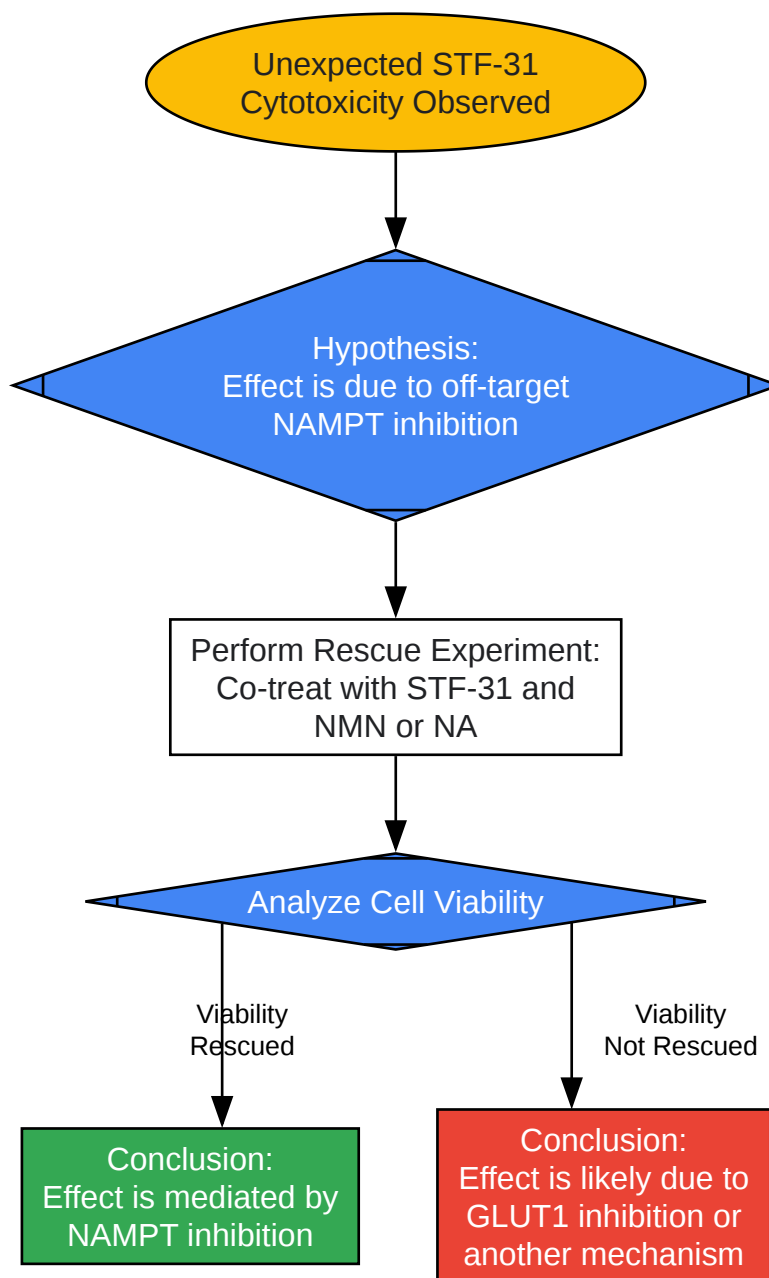 Unexpected STF-31
Cytotoxicity Observed
Hypothesis:
Effect is due to off-target
NAMPT inhibition
Perform Rescue Experiment:
Co-treat with STF-31 and
NMN or NA
Analyze Cell Viability
Viability
Rescued
Viability
Not Rescued
Conclusion:
Effect is mediated by
NAMPT inhibition
Conclusion:
Effect is likely due to
GLUT1 inhibition or
another mechanism